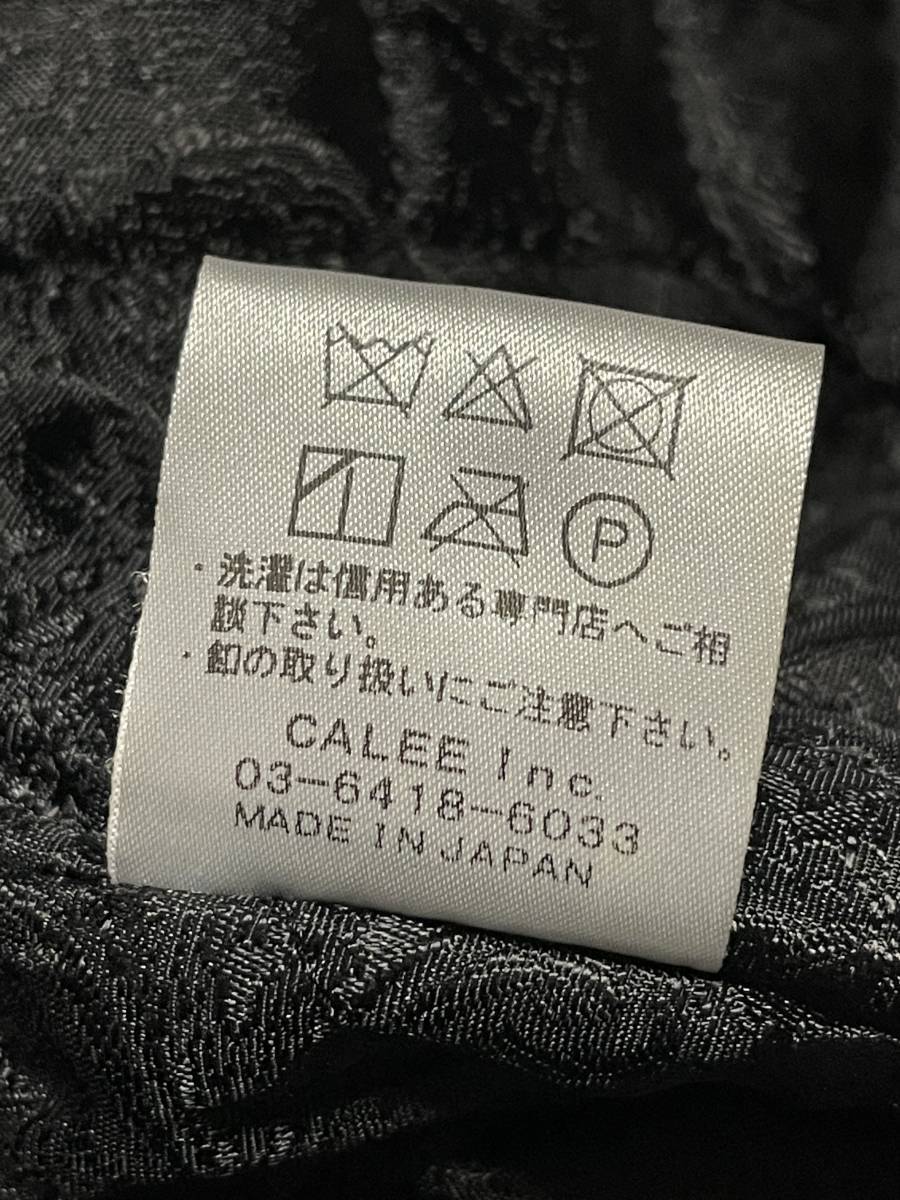 P
・洗濯は信用ある専門店へご相
談下さい。
・釦の取り扱いにご注意下さい。
CALEE Inc.
03-6418-6033
MADE IN JAPAN